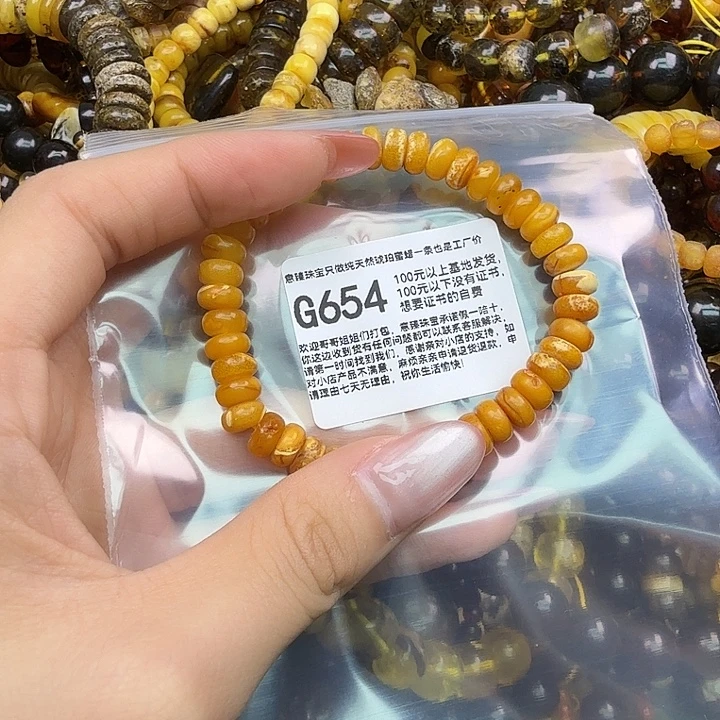 意臻珠宝只做纯天然琥珀蜜蜡一条也是工厂价
G654
100元以上基地发货,
100元以下没有证书,
想要证书的自费
欢迎哥哥姐姐们打包, 意臻珠宝承诺假一赔十,
你这边收到货有任何问题都可以联系客服解决,
请第一时间找到我们, 感谢亲对小店的支持, 如
对小店产品不满意, 麻烦亲亲申请退货退款, 申
请理由七天无理由, 祝你生活愉快!